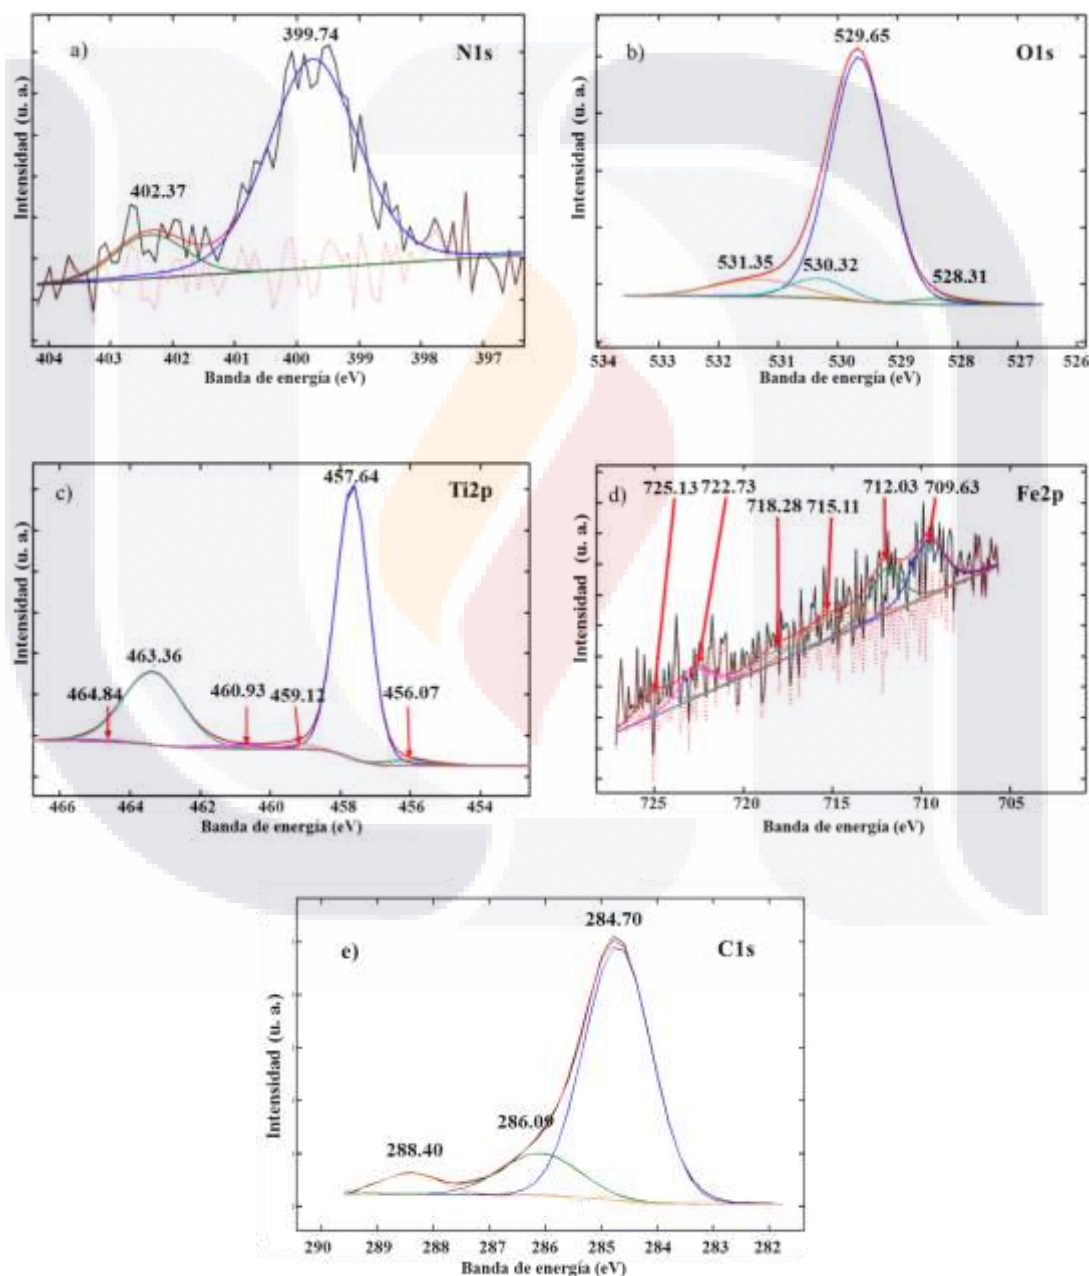 a)
N1s
399.74
402.37
Intensidad (u. a.)
404 403 402 401 400 399 398 397
Banda de energía (eV)
b)
O1s
529.65
531.35
530.32
528.31
Intensidad (u. a.)
534 533 532 531 530 529 528 527 526
Banda de energía (eV)
c)
Ti2p
457.64
463.36
464.84
460.93
459.12
456.07
Intensidad (u. a.)
466 464 462 460 458 456 454
Banda de energía (eV)
d)
Fe2p
725.13
722.73
718.28
715.11
712.03
709.63
Intensidad (u. a.)
725 720 715 710 705
Banda de energía (eV)
e)
C1s
284.70
286.09
288.40
Intensidad (u. a.)
290 289 288 287 286 285 284 283 282
Banda de energía (eV)